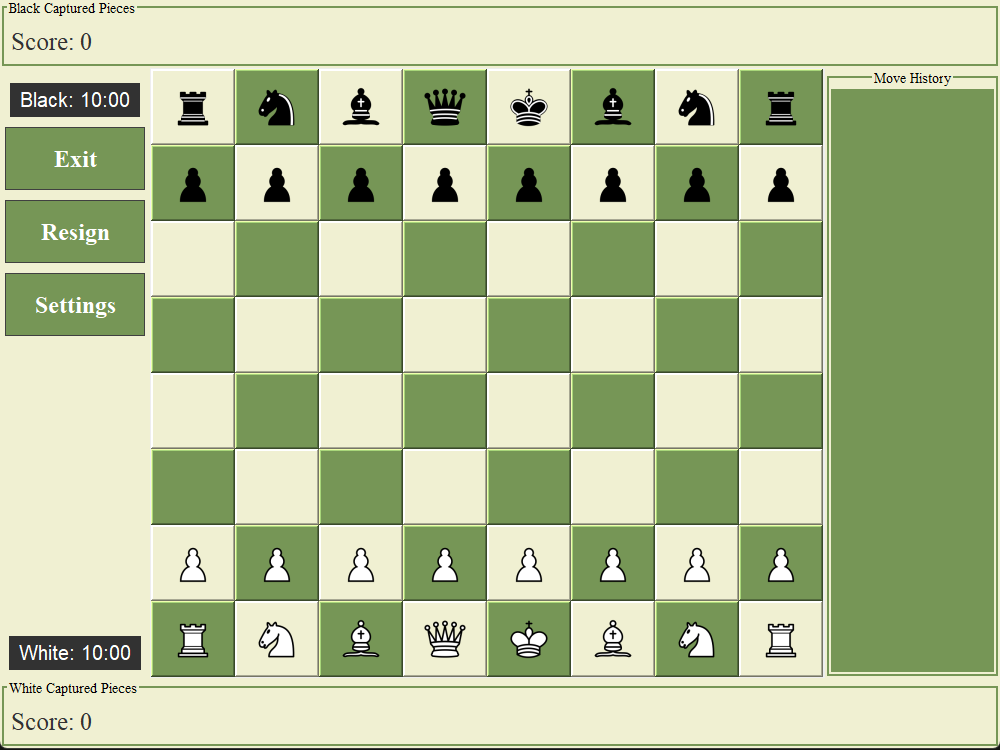 Black Captured Pieces
Score: 0
Black: 10:00
Move History
Exit
Resign
Settings
White: 10:00
White Captured Pieces
Score: 0